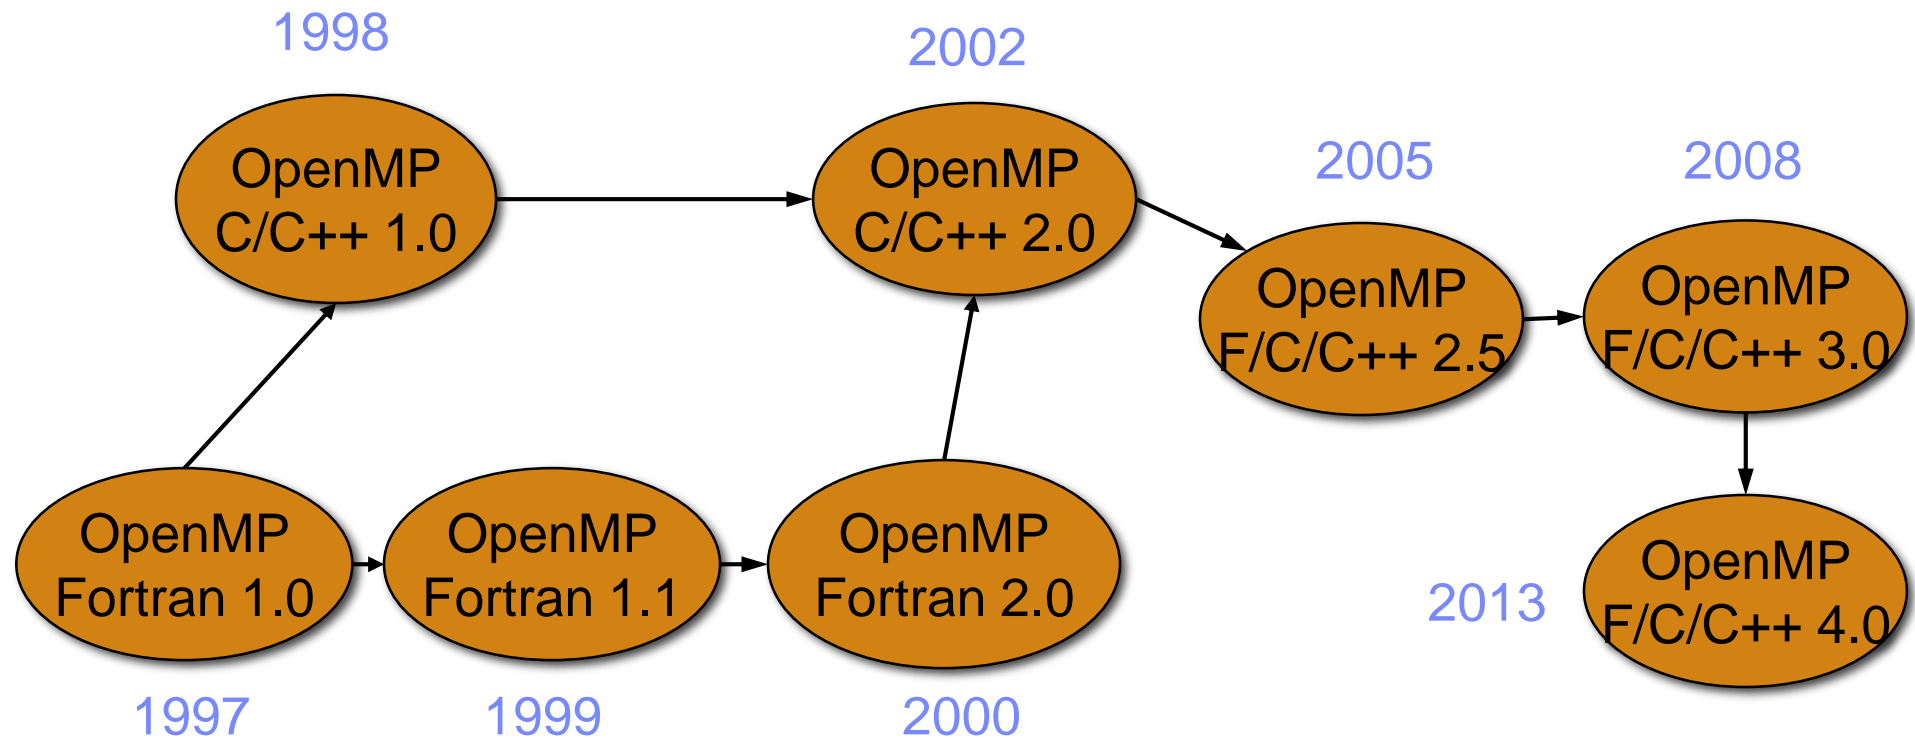 1998
OpenMP
C/C++ 1.0
2002
OpenMP
C/C++ 2.0
2005
OpenMP
F/C/C++ 2.5
2008
OpenMP
F/C/C++ 3.0
OpenMP
Fortran 1.0
1997
OpenMP
Fortran 1.1
1999
OpenMP
Fortran 2.0
2000
2013
OpenMP
F/C/C++ 4.0